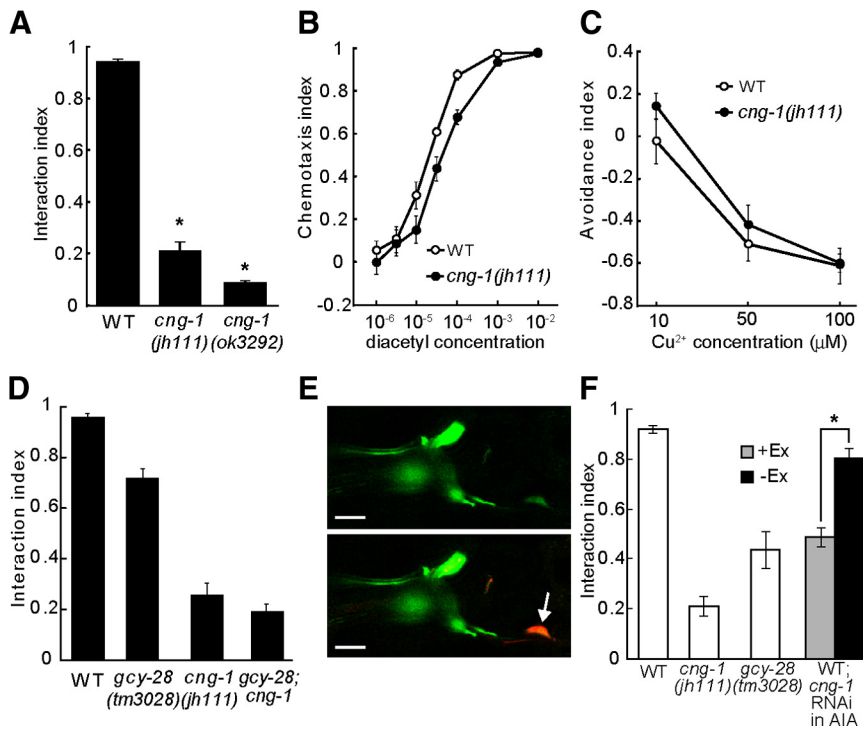 A
Interaction index
1
0.8
0.6
0.4
0.2
0
*
*
WT
cng-1
(jh111)
cng-1
(ok3292)
B
Chemotaxis index
1
0.8
0.6
0.4
0.2
0
-0.2
WT
cng-1(jh111)
10⁻⁶ 10⁻⁵ 10⁻⁴ 10⁻³ 10⁻²
diacetyl concentration
C
Avoidance index
0.4
0.2
0
-0.2
-0.4
-0.6
-0.8
WT
cng-1(jh111)
10 50 100
Cu²⁺ concentration (μM)
D
Interaction index
1
0.8
0.6
0.4
0.2
0
WT
gcy-28
(tm3028)
cng-1
(jh111)
gcy-28;
cng-1
E
F
Interaction index
1
0.8
0.6
0.4
0.2
0
+Ex
-Ex
*
WT
cng-1
(jh111)
gcy-28
(tm3028)
WT;
cng-1
RNAi
in AIA